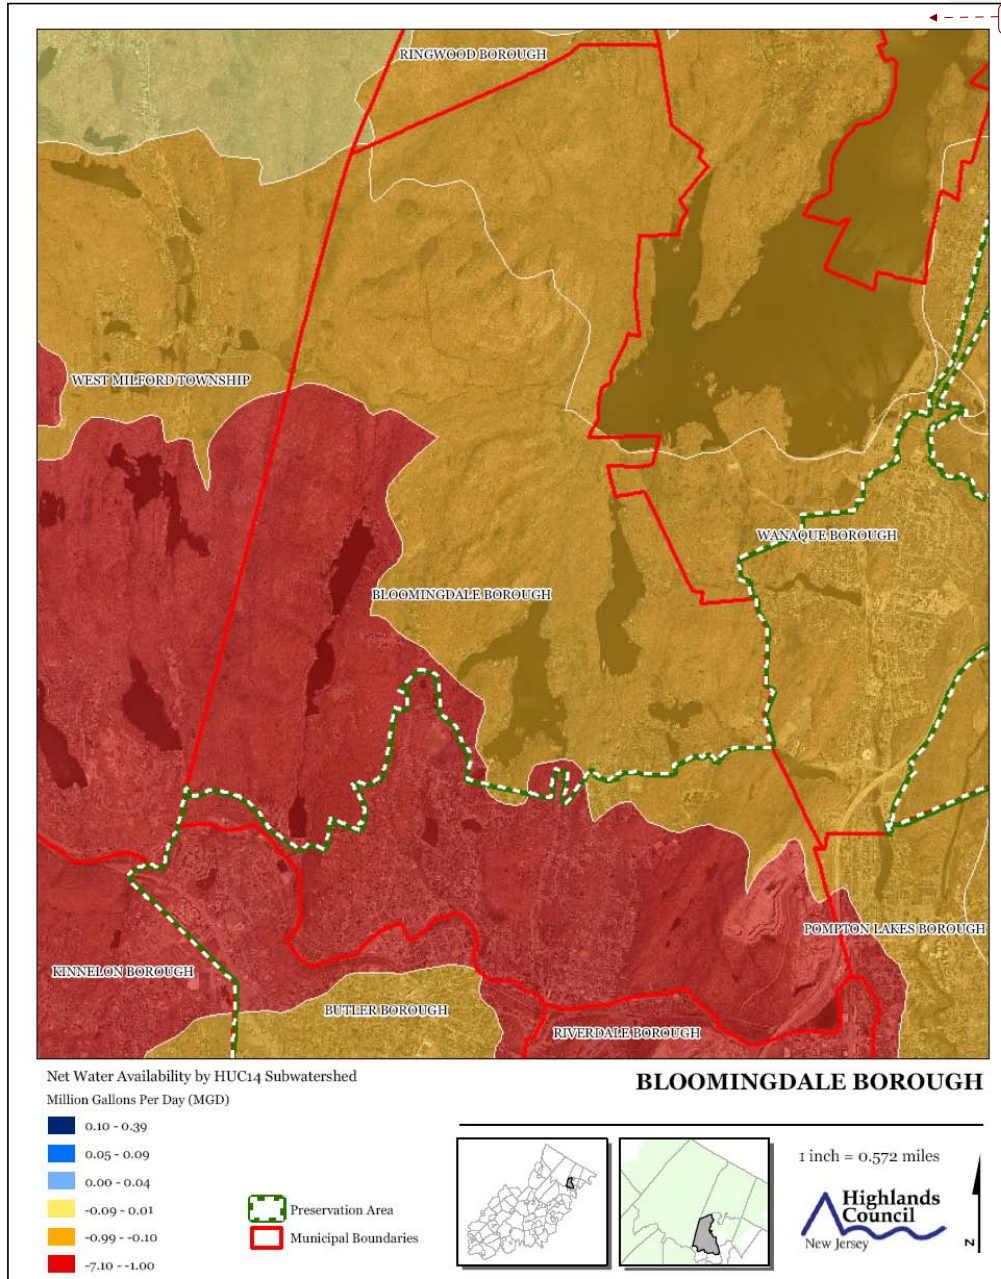 RINGWOOD BOROUGH
WEST MILFORD TOWNSHIP
WANAQUE BOROUGH
BLOOMINGDALE BOROUGH
POMPTON LAKES BOROUGH
KINNELON BOROUGH
BUTLER BOROUGH
RIVERDALE BOROUGH
Net Water Availability by HUC14 Subwatershed
Million Gallons Per Day (MGD)
0.10 - 0.39
0.05 - 0.09
0.00 - 0.04
-0.09 - 0.01
-0.99 - -0.10
-7.10 - -1.00
Preservation Area
Municipal Boundaries
BLOOMINGDALE BOROUGH
1 inch = 0.572 miles
Highlands
Council
New Jersey
N